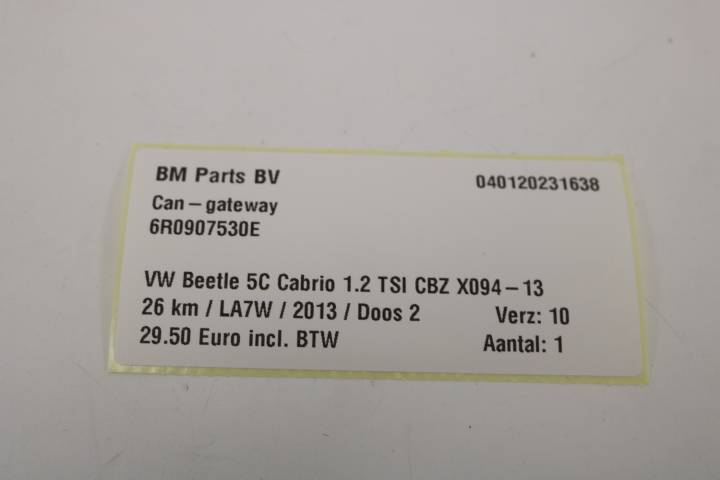 BM Parts BV 040120231638
Can-gateway
6R0907530E
VW Beetle 5C Cabrio 1.2 TSI CBZ X094-13
26 km / LA7W / 2013 / Doos 2 Verz: 10
29.50 Euro incl. BTW Aantal: 1